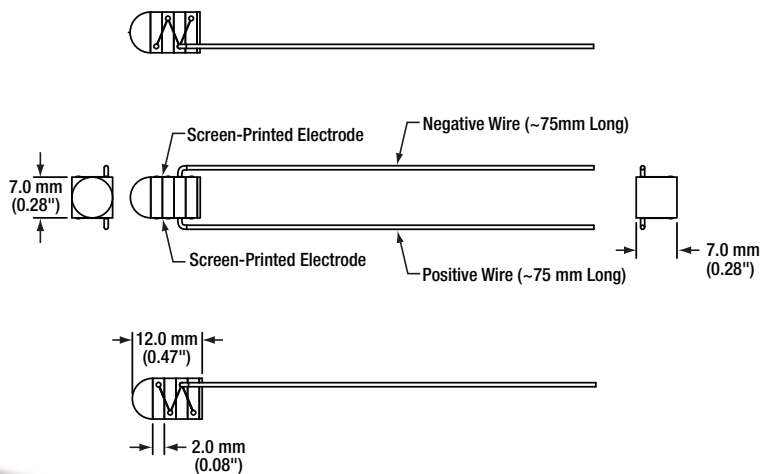 Screen-Printed Electrode
Negative Wire (~75mm Long)
7.0 mm
(0.28")
Screen-Printed Electrode
Positive Wire (~75 mm Long)
7.0 mm
(0.28")
12.0 mm
(0.47")
2.0 mm
(0.08")